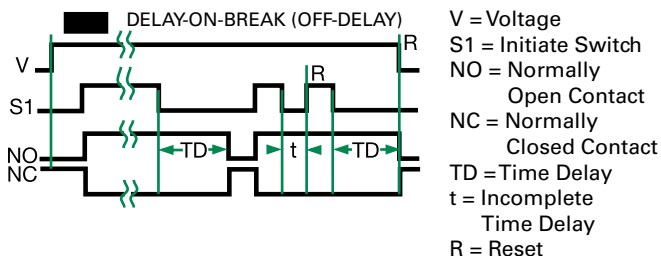 DELAY-ON-BREAK (OFF-DELAY)
R
V
S1
R
NO
NC
TD
t
TD
V = Voltage
S1 = Initiate Switch
NO = Normally
Open Contact
NC = Normally
Closed Contact
TD = Time Delay
t = Incomplete
Time Delay
R = Reset